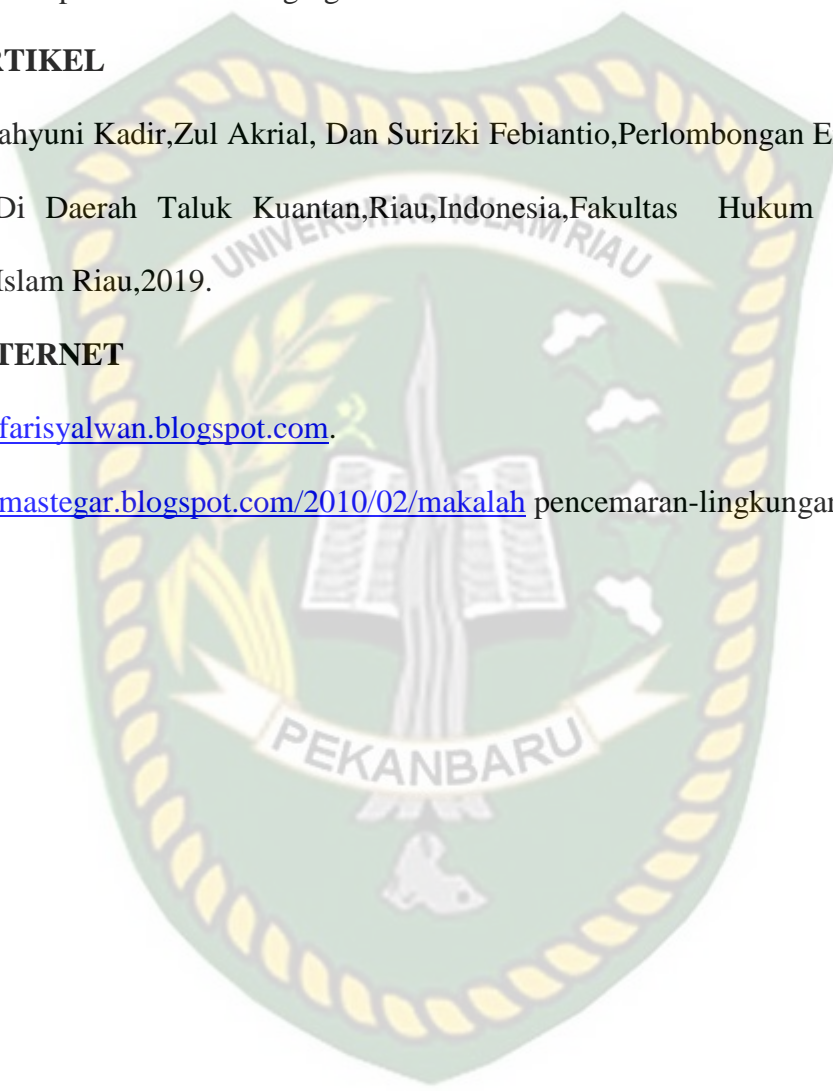 RTIKEL
ahyuni Kadir,Zul Akrial, Dan Surizki Febiantio,Perlombongan E
Di Daerah Taluk Kuantan,Riau,Indonesia,Fakultas Hukum
Islam Riau,2019.
TERNET
farisyalwan.blogspot.com.
mastegar.blogspot.com/2010/02/makalah pencemaran-lingkungan
UNIVERSITAS ISLAM RIAU
PEKANBARU